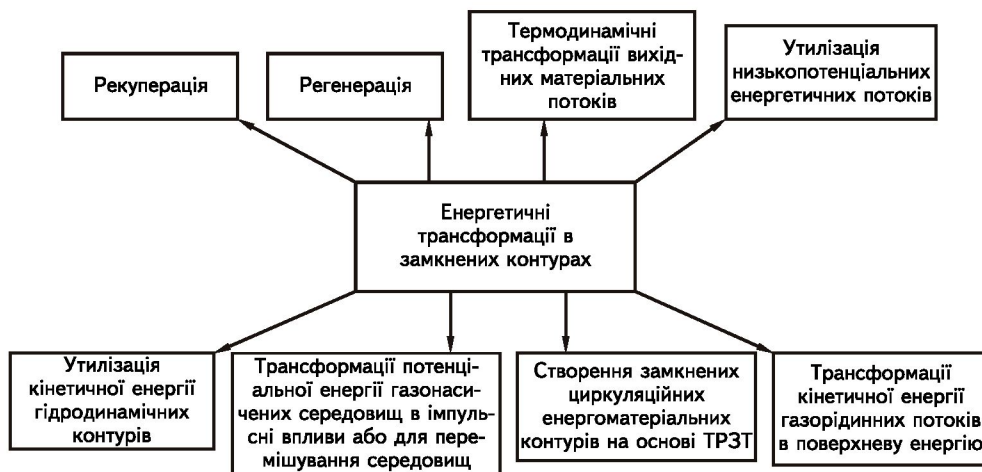 Рекуперація
Регенерація
Термодинамічні
трансформації вихід-
них матеріальних
потоків
Утилізація
низькопотенціальних
енергетичних потоків
Енергетичні
трансформації в
замкнених контурах
Утилізація
кінетичної енергії
гідродинамічних
контурів
Трансформації потенці-
альної енергії газонаси-
чених середовищ в імпуль-
сні впливи або для пере-
мішування середовищ
Створення замкнених
циркуляційних
енергоматеріальних
контурів на основі ТРЗТ
Трансформації
кінетичної енергії
газорідинних потоків
в поверхневу енергію